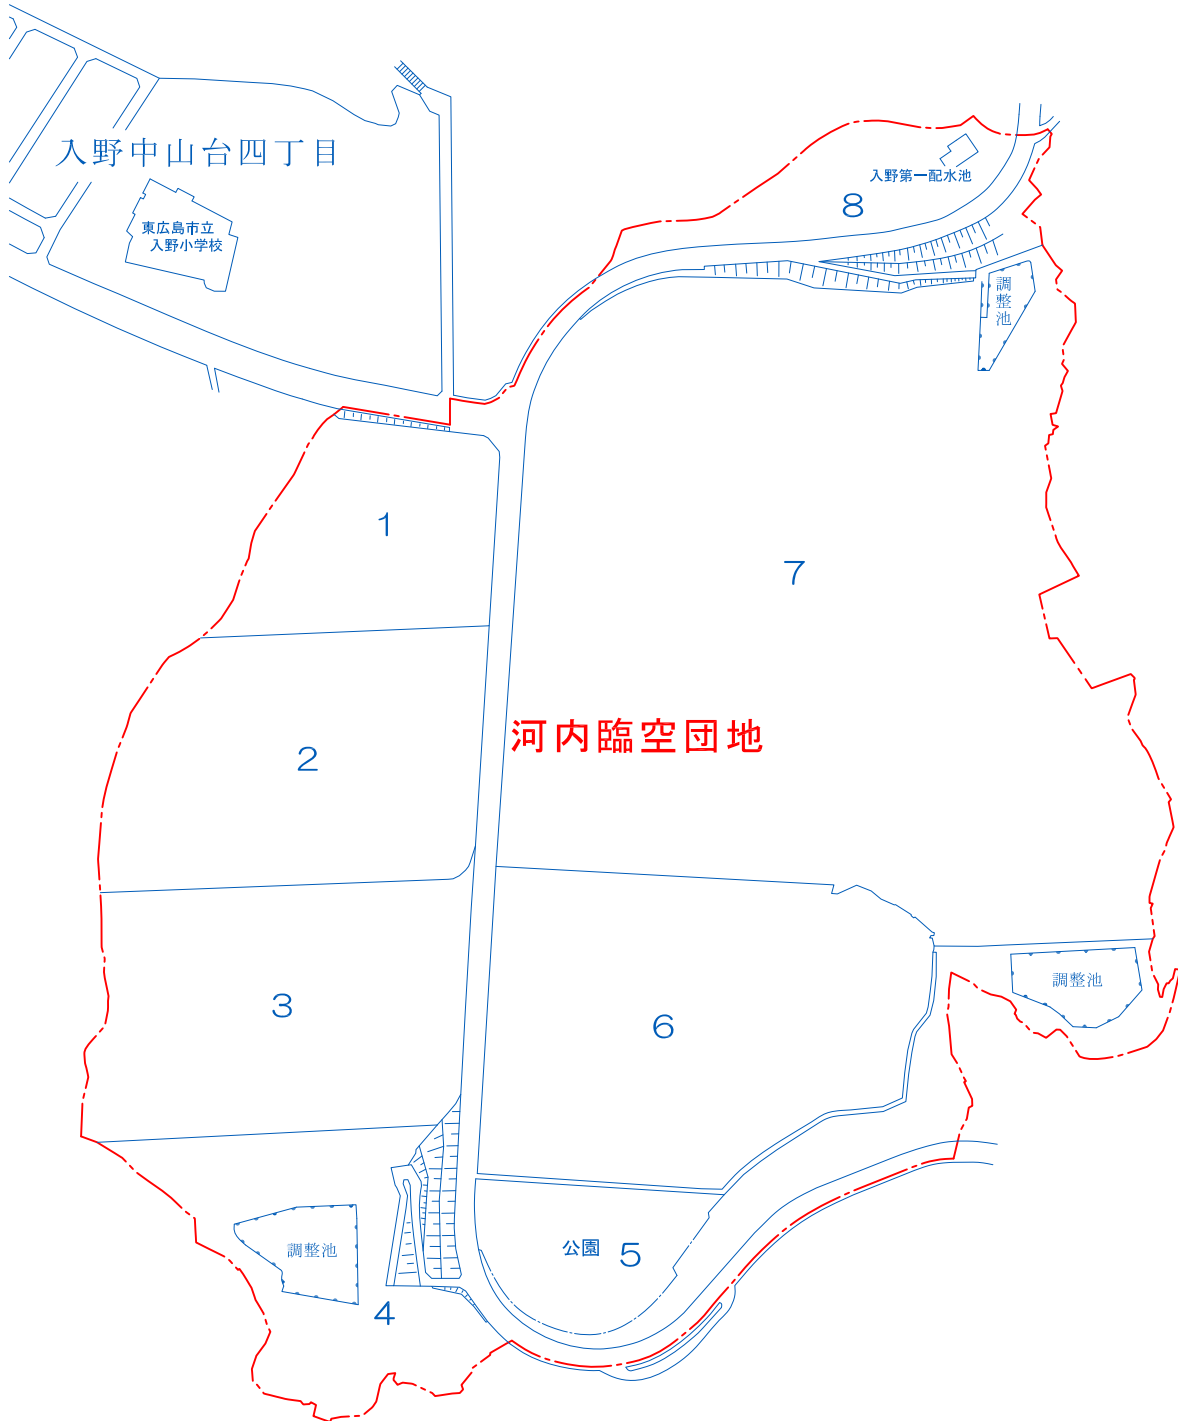 入野中山台四丁目
東広島市立
入野小学校
入野第一配水池
8
調整池
1
7
河内臨空団地
2
調整池
3
6
公園 5
調整池
4